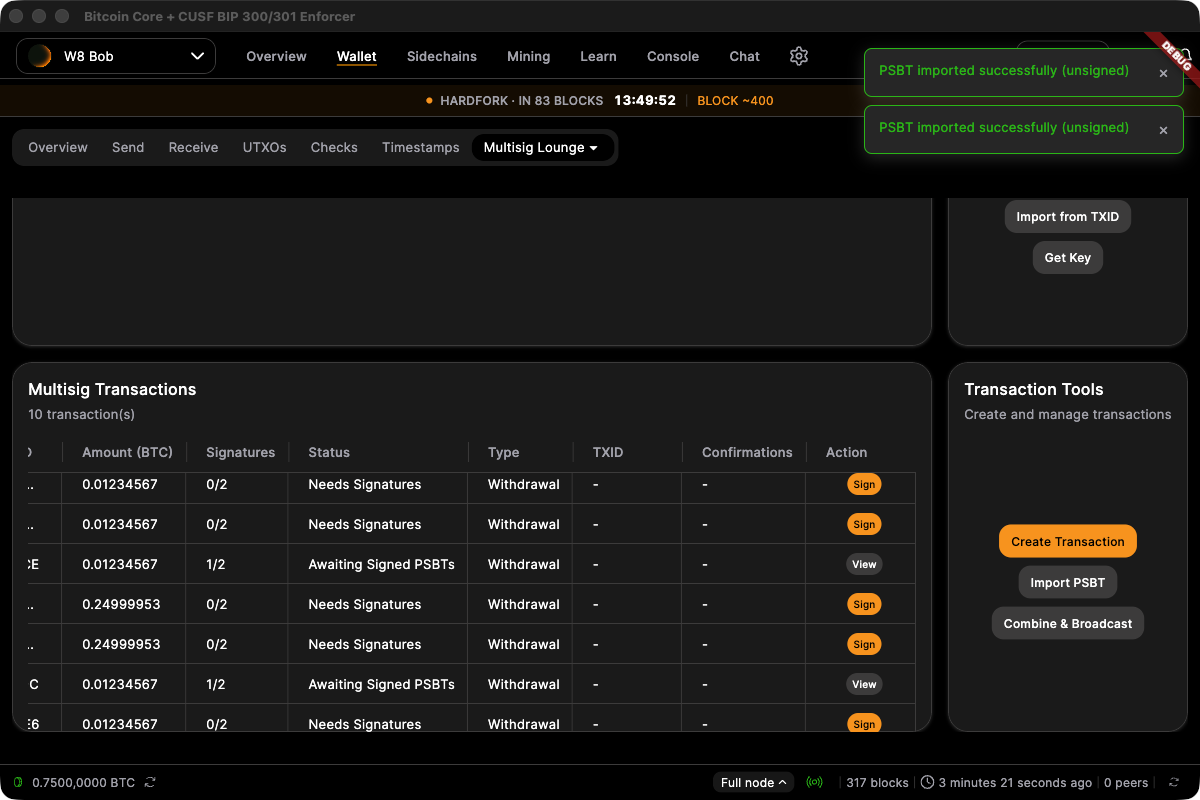 Bitcoin Core + CUSF BIP 300/301 Enforcer
W8 Bob
Overview
Wallet
Sidechains
Mining
Learn
Console
Chat
DEBUG
PSBT imported successfully (unsigned)
PSBT imported successfully (unsigned)
HARDFORK · IN 83 BLOCKS 13:49:52 BLOCK ~400
Overview
Send
Receive
UTXOs
Checks
Timestamps
Multisig Lounge
Import from TXID
Get Key
Multisig Transactions
10 transaction(s)
Amount (BTC) Signatures Status Type TXID Confirmations Action
.. 0.01234567 0/2 Needs Signatures Withdrawal - - Sign
.. 0.01234567 0/2 Needs Signatures Withdrawal - - Sign
CE 0.01234567 1/2 Awaiting Signed PSBTs Withdrawal - - View
.. 0.24999953 0/2 Needs Signatures Withdrawal - - Sign
.. 0.24999953 0/2 Needs Signatures Withdrawal - - Sign
C 0.01234567 1/2 Awaiting Signed PSBTs Withdrawal - - View
E6 0.01234567 0/2 Needs Signatures Withdrawal - - Sign
Transaction Tools
Create and manage transactions
Create Transaction
Import PSBT
Combine & Broadcast
0.7500,0000 BTC
Full node
317 blocks
3 minutes 21 seconds ago
0 peers